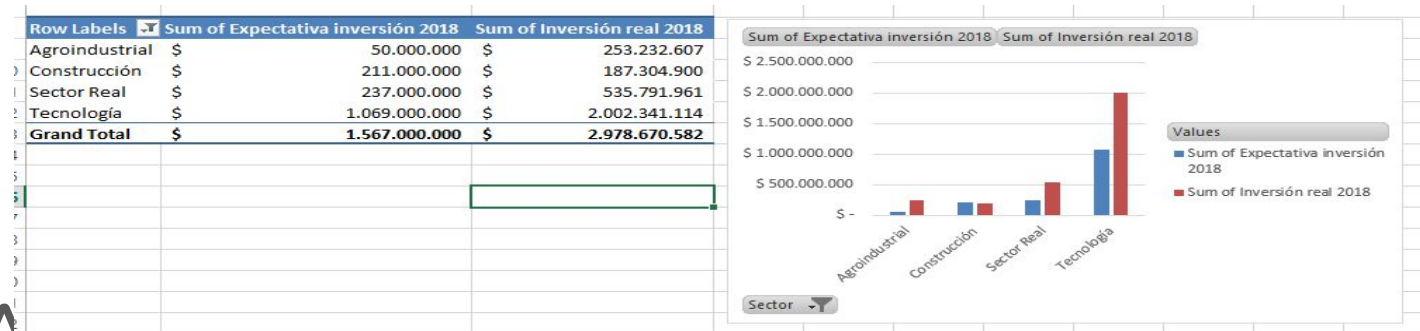 Row Labels Sum of Expectativa inversión 2018 Sum of Inversión real 2018
Agroindustrial $ 50.000.000 $ 253.232.607
Construcción $ 211.000.000 $ 187.304.900
Sector Real $ 237.000.000 $ 535.791.961
Tecnología $ 1.069.000.000 $ 2.002.341.114
Grand Total $ 1.567.000.000 $ 2.978.670.582
Sum of Expectativa inversión 2018 Sum of Inversión real 2018
$ 2.500.000.000
$ 2.000.000.000
$ 1.500.000.000
$ 1.000.000.000
$ 500.000.000
$ -
Agroindustrial
Construcción
Sector Real
Tecnología
Values
Sum of Expectativa inversión
2018
Sum of Inversión real 2018
Sector